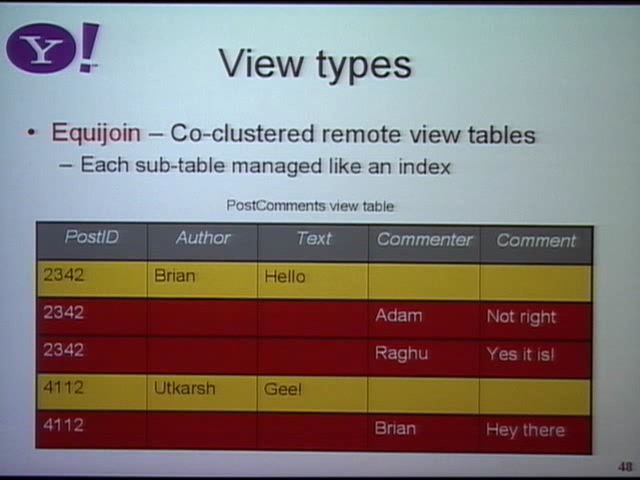 Y!
View types
• Equijoin – Co-clustered remote view tables
– Each sub-table managed like an index
PostComments view table
PostID Author Text Commenter Comment
2342 Brian Hello
2342 Adam Not right
2342 Raghu Yes it is!
4112 Utkarsh Gee!
4112 Brian Hey there
48